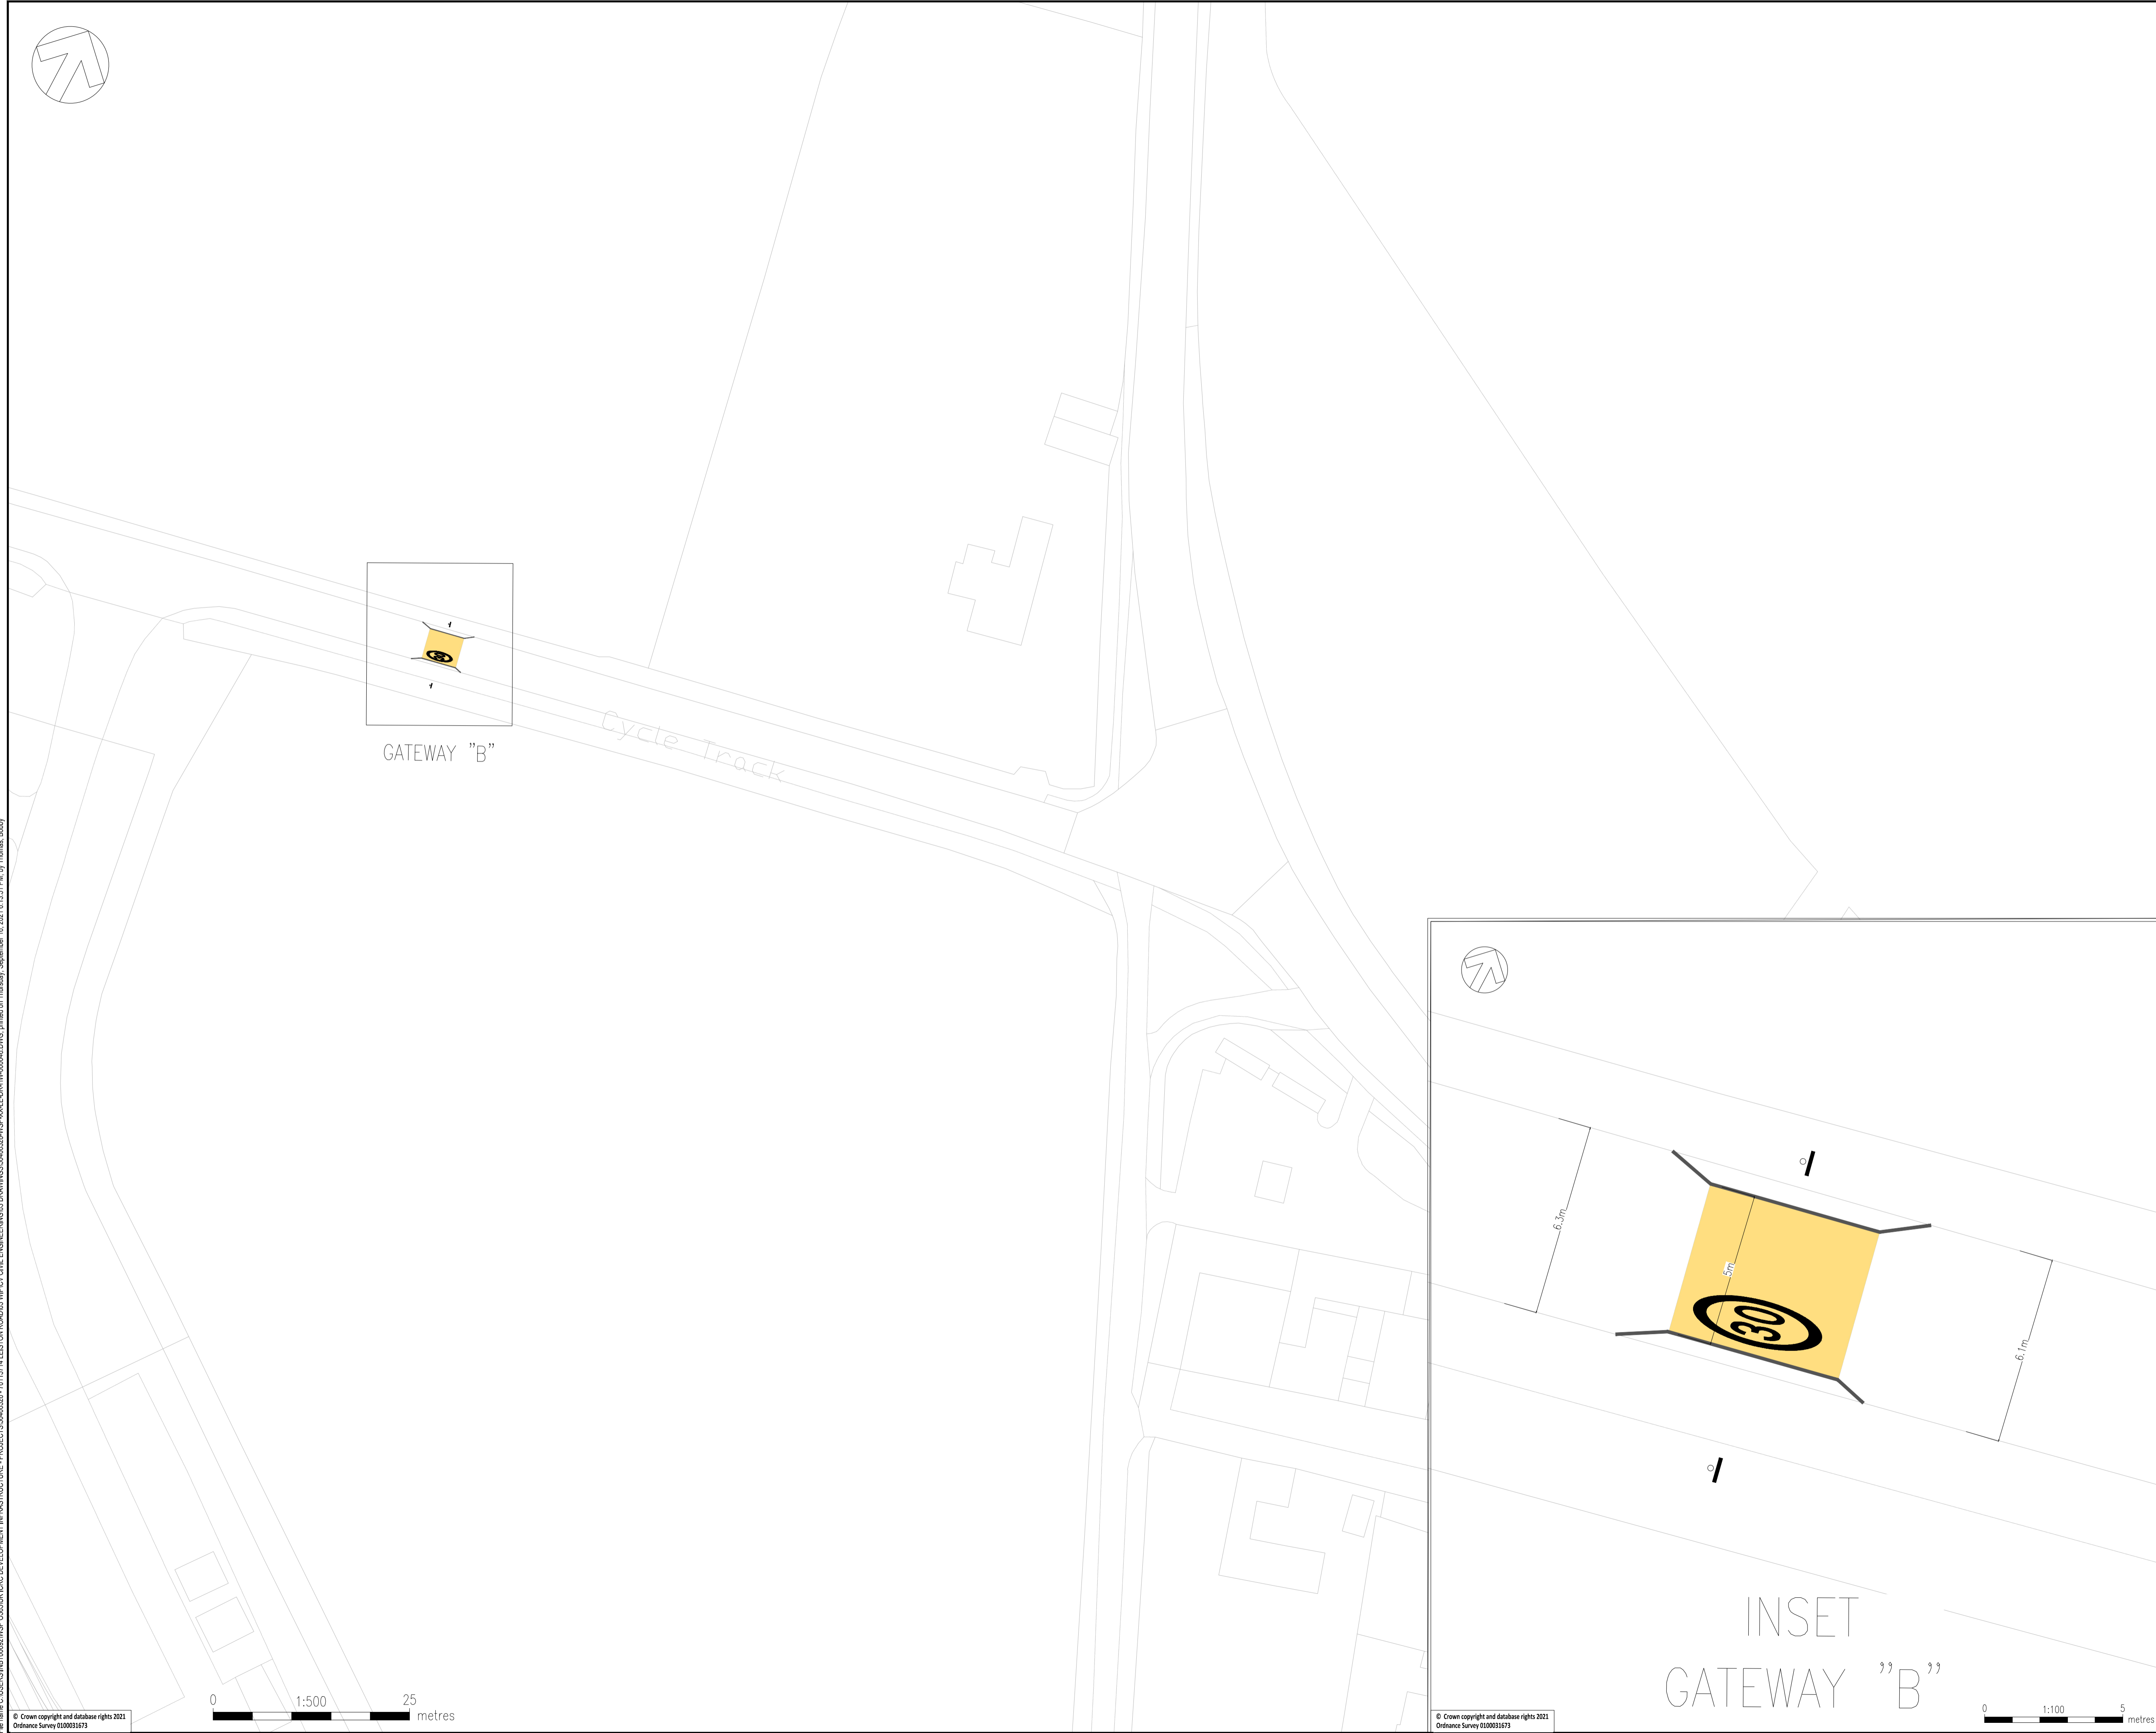 GATEWAY "B"
Cycle Track
0 1:500 25 metres
© Crown copyright and database rights 2021
Ordnance Survey 0100031673
30
6.3m
5m
30
6.1m
INSET
GATEWAY "B"
0 1:100 5 metres
© Crown copyright and database rights 2021
Ordnance Survey 0100031673